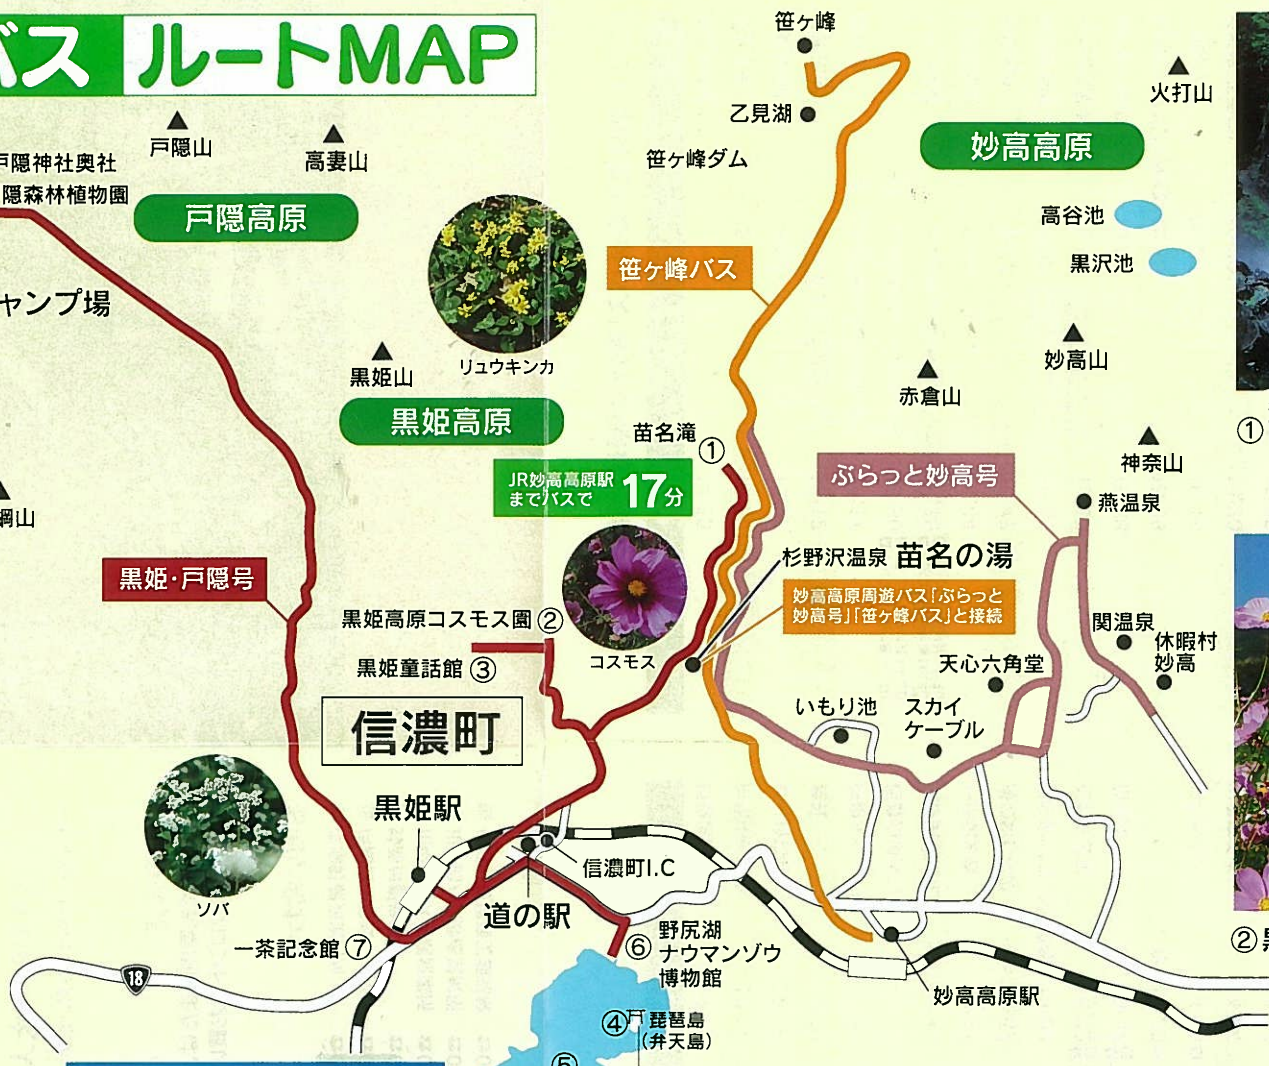 バス ルートMAP
笹ヶ峰
乙見湖
笹ヶ峰ダム
火打山
妙高高原
高谷池
黒沢池
戸隠山
高妻山
戸隠神社奥社
隠森林植物園
戸隠高原
ャンプ場
笹ヶ峰バス
リュウキンカ
黒姫山
黒姫高原
妙高山
赤倉山
神奈山
①
苗名滝 ①
JR妙高高原駅
までバスで 17分
ぶらっと妙高号
燕温泉
杉野沢温泉 苗名の湯
妙高高原周遊バス「ぶらっと
妙高号」「笹ヶ峰バス」と接続
黒姫・戸隠号
黒姫高原コスモス園 ②
黒姫童話館 ③
コスモス
関温泉
休暇村
妙高
天心六角堂
いもり池
スカイ
ケーブル
信濃町
黒姫駅
ソバ
信濃町I.C
道の駅
一茶記念館 ⑦
⑥ 野尻湖
ナウマンゾウ
博物館
18
④ 琵琶島
(弁天島)
⑤
妙高高原駅
②